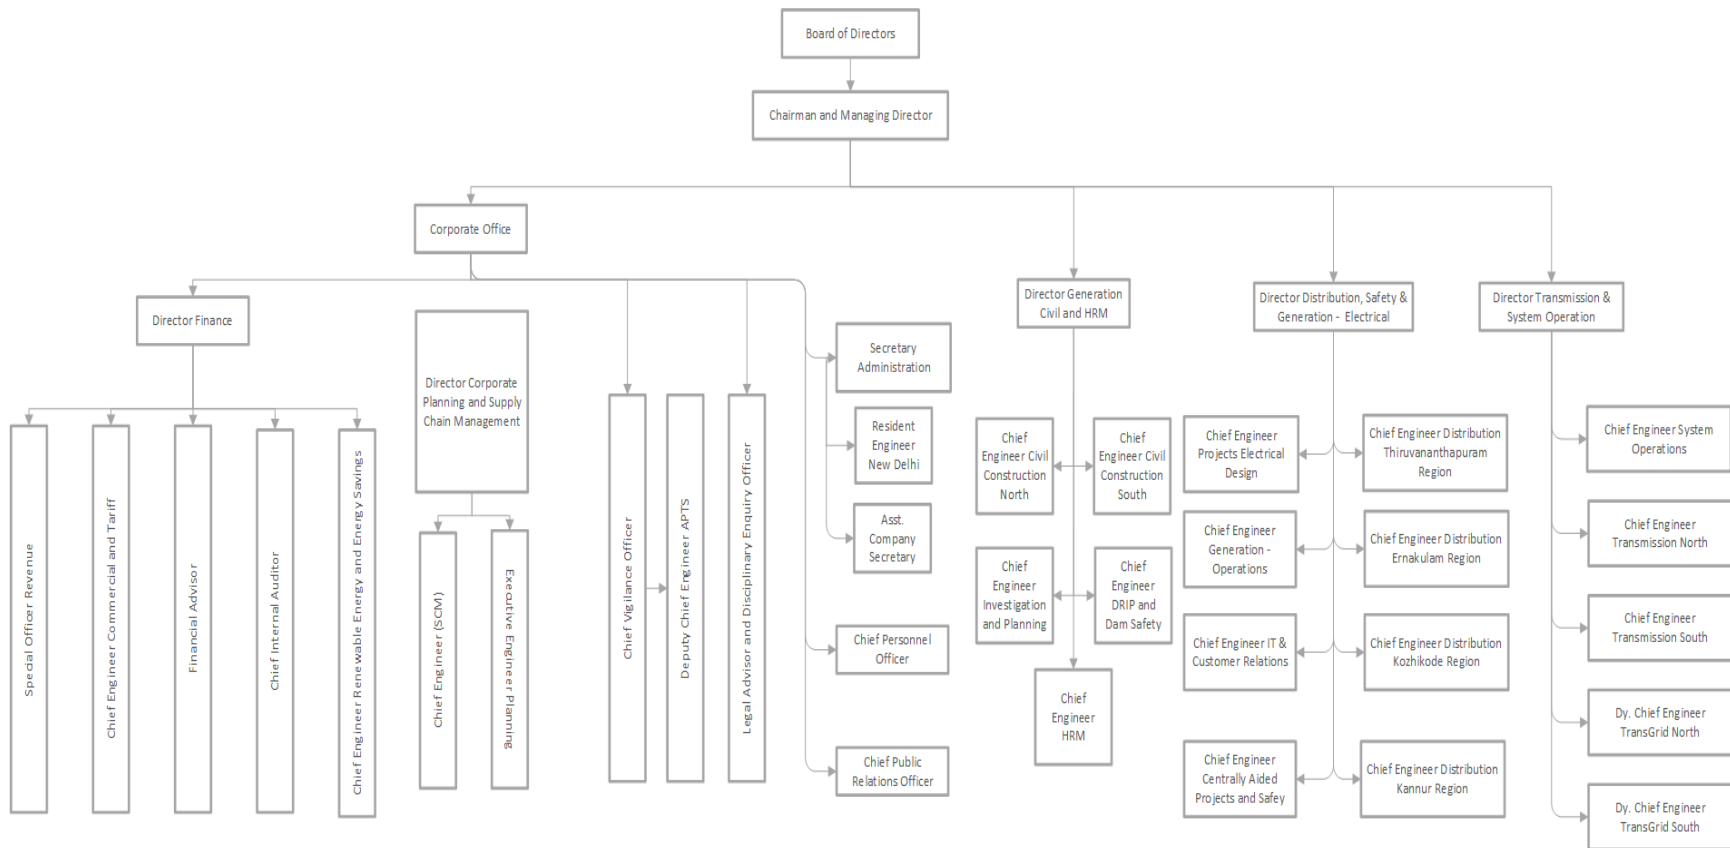 Board of Directors
Chairman and Managing Director
Corporate Office
Director Finance
Special Officer Revenue
Chief Engineer Commercial and Tariff
Financial Advisor
Chief Internal Auditor
Chief Engineer Renewable Energy and Energy Savings
Director Corporate
Planning and Supply
Chain Management
Chief Engineer (SCM)
Executive Engineer Planning
Chief Vigilance Officer
Deputy Chief Engineer APTS
Legal Advisor and Disciplinary Enquiry Officer
Secretary
Administration
Resident
Engineer
New Delhi
Asst.
Company
Secretary
Chief Personnel
Officer
Chief Public
Relations Officer
Director Generation
Civil and HRM
Chief
Engineer Civil
Construction
North
Chief
Engineer Civil
Construction
South
Chief
Engineer
Investigation
and Planning
Chief
Engineer
DRIP and
Dam Safety
Chief
Engineer
HRM
Director Distribution, Safety &
Generation - Electrical
Chief Engineer
Projects Electrical
Design
Chief Engineer Distribution
Thiruvananthapuram
Region
Chief Engineer
Generation -
Operations
Chief Engineer Distribution
Ernakulam Region
Chief Engineer IT &
Customer Relations
Chief Engineer Distribution
Kozhikode Region
Chief Engineer
Centrally Aided
Projects and Safey
Chief Engineer Distribution
Kannur Region
Director Transmission &
System Operation
Chief Engineer System
Operations
Chief Engineer
Transmission North
Chief Engineer
Transmission South
Dy. Chief Engineer
TransGrid North
Dy. Chief Engineer
TransGrid South